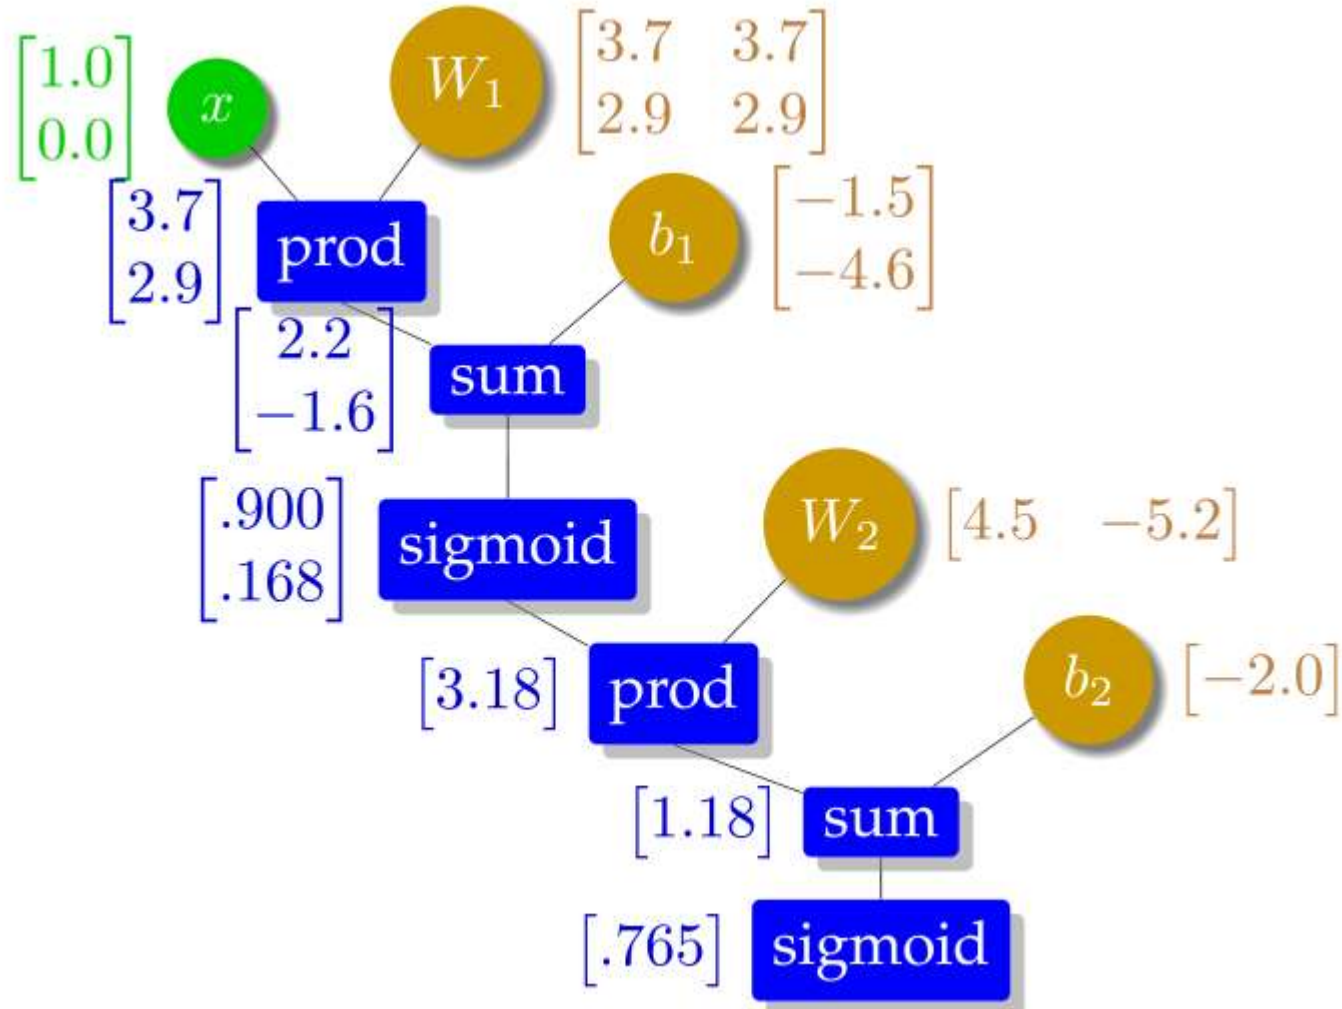 [1.0 0.0] x W₁ [3.7 3.7
2.9 2.9]
[3.7 2.9] prod b₁ [−1.5 −4.6]
[2.2 −1.6] sum
[.900 .168] sigmoid W₂ [4.5 −5.2]
[3.18] prod b₂ [−2.0]
[1.18] sum
[.765] sigmoid